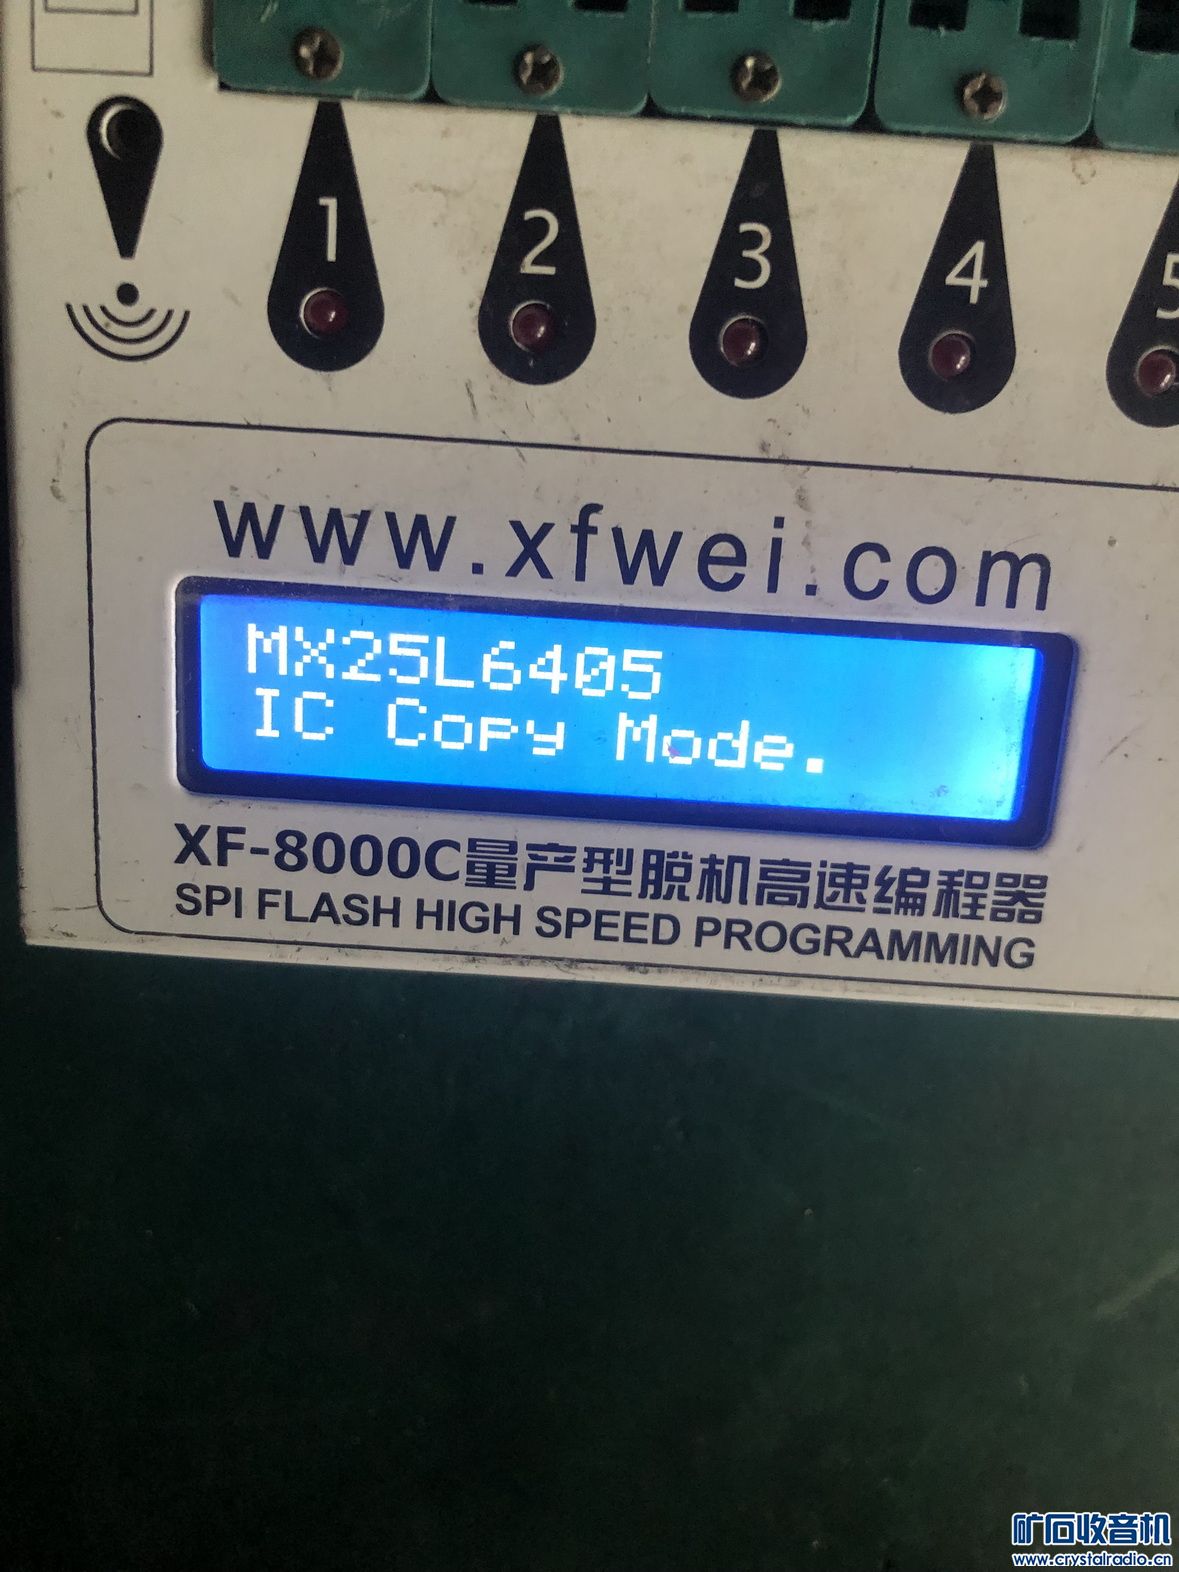 1
2
3
4
5
www.xfwei.com
MX25L6405
IC Copy Mode.
XF-8000C量产型脱机高速编程器
SPI FLASH HIGH SPEED PROGRAMMING
矿石收音机
www.crystalradio.cn